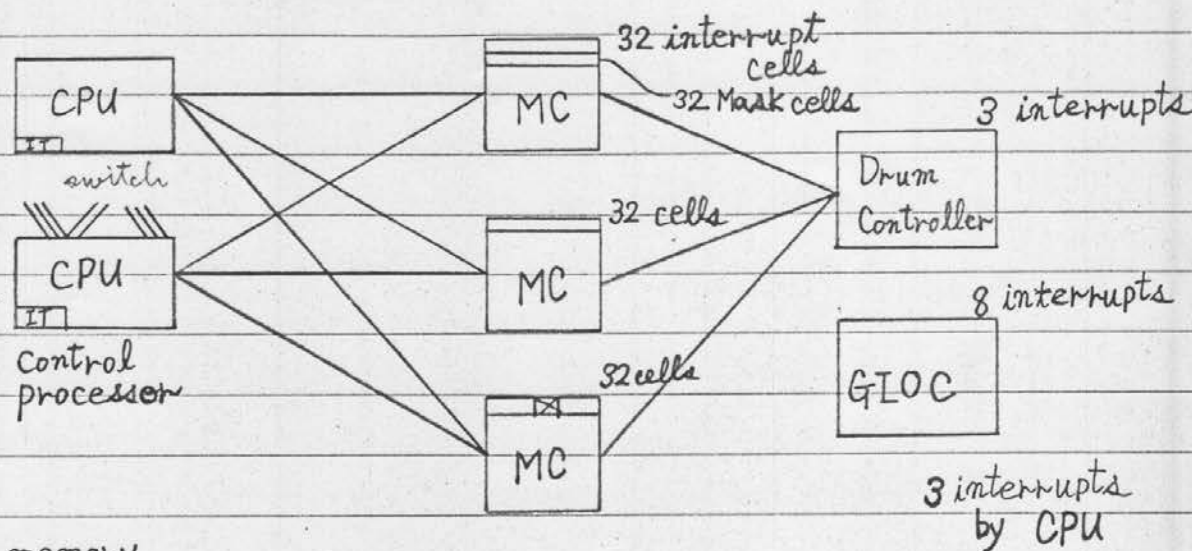 CPU
IT
switch
CPU
IT
Control
processor
MC
32 interrupt
cells
32 Mask cells
MC
32 cells
MC
32 cells
3 interrupts
Drum
Controller
8 interrupts
GIOC
3 interrupts
by CPU